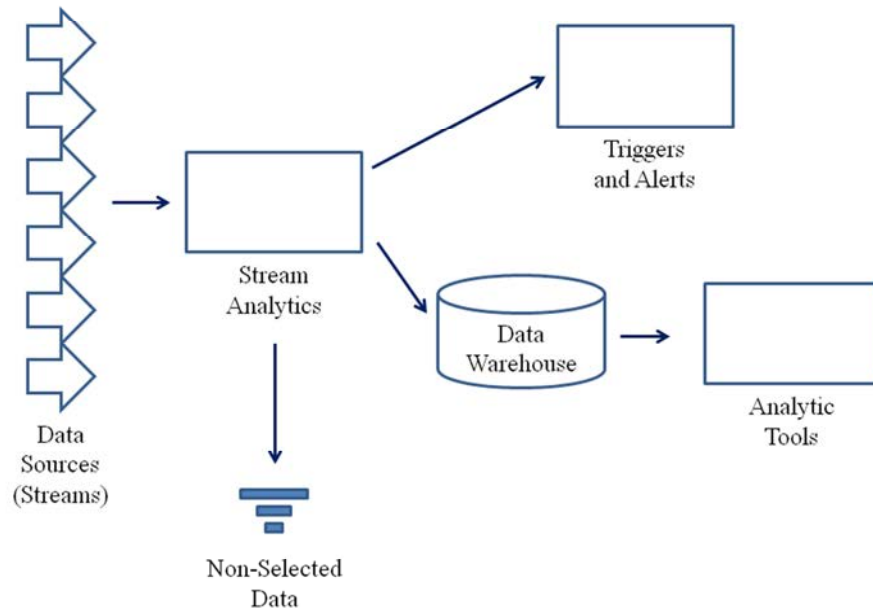 Triggers
and Alerts
Stream
Analytics
Data
Warehouse
Analytic
Tools
Data
Sources
(Streams)
Non-Selected
Data